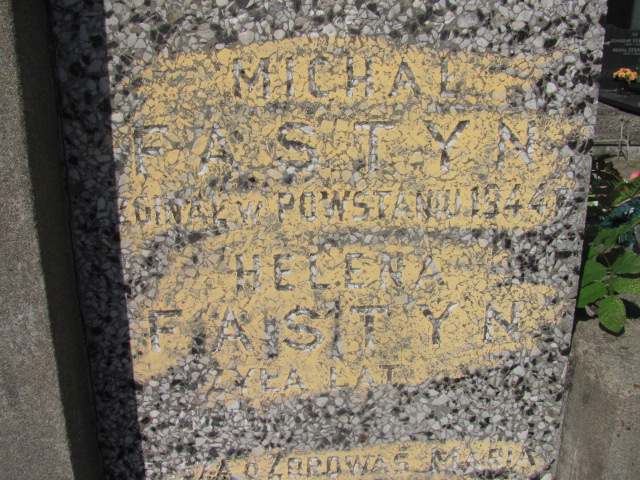 MICHAŁ
FASTYN
ZGINĄŁ W POWSTANIU 1944
HELENA
FASTYN
ŻYŁA LAT
O ZDROWAŚ MARIA